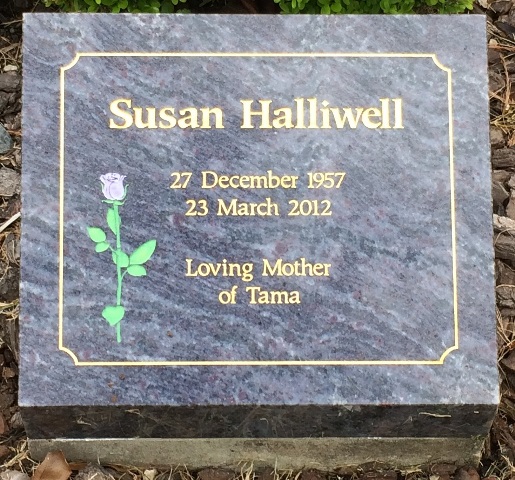 Susan Halliwell
27 December 1957
23 March 2012
Loving Mother
of Tama